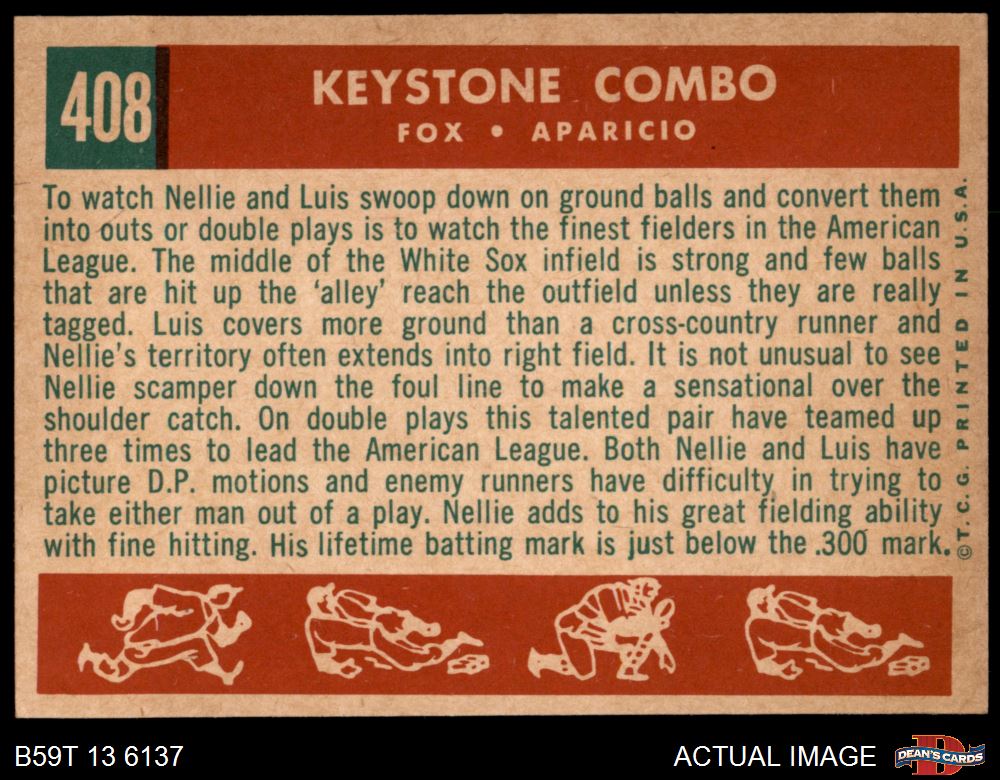 408
KEYSTONE COMBO
FOX • APARICIO
To watch Nellie and Luis swoop down on ground balls and convert them
into outs or double plays is to watch the finest fielders in the American
League. The middle of the White Sox infield is strong and few balls
that are hit up the 'alley' reach the outfield unless they are really
tagged. Luis covers more ground than a cross-country runner and
Nellie's territory often extends into right field. It is not unusual to see
Nellie scamper down the foul line to make a sensational over the
shoulder catch. On double plays this talented pair have teamed up
three times to lead the American League. Both Nellie and Luis have
picture D.P. motions and enemy runners have difficulty in trying to
take either man out of a play. Nellie adds to his great fielding ability
with fine hitting. His lifetime batting mark is just below the .300 mark.
©T.C.G. PRINTED IN U.S.A.
B59T 13 6137
ACTUAL IMAGE
D
DEAN'S CARDS